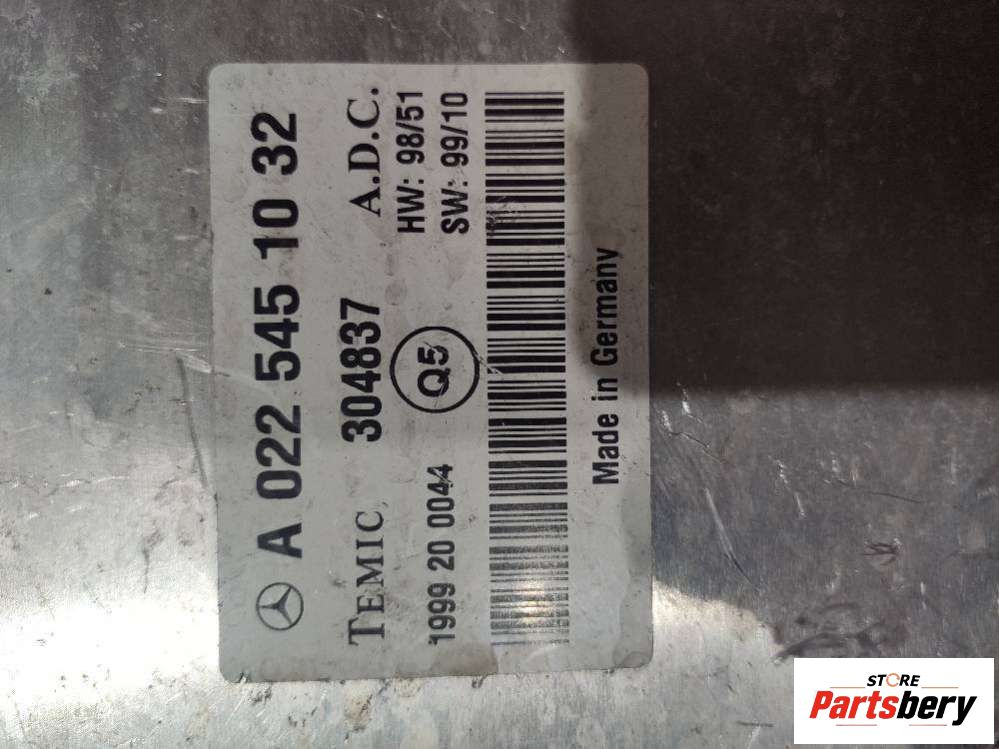 A 022 545 10 32
TEMIC 304837 A.D.C.
HW: 98/51
1999 20 0044 Q5 SW: 99/10
Made in Germany
STORE
Partsbery